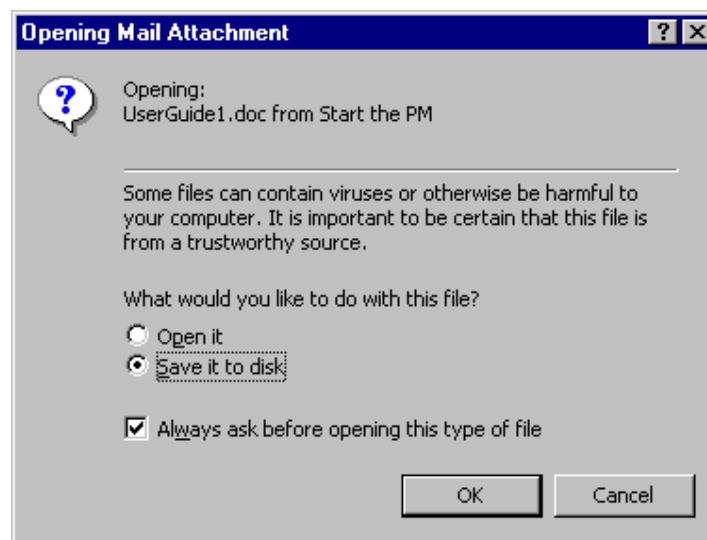 Opening Mail Attachment
Opening:
UserGuide1.doc from Start the PM
Some files can contain viruses or otherwise be harmful to
your computer. It is important to be certain that this file is
from a trustworthy source.
What would you like to do with this file?
Open it
Save it to disk
Always ask before opening this type of file
OK
Cancel